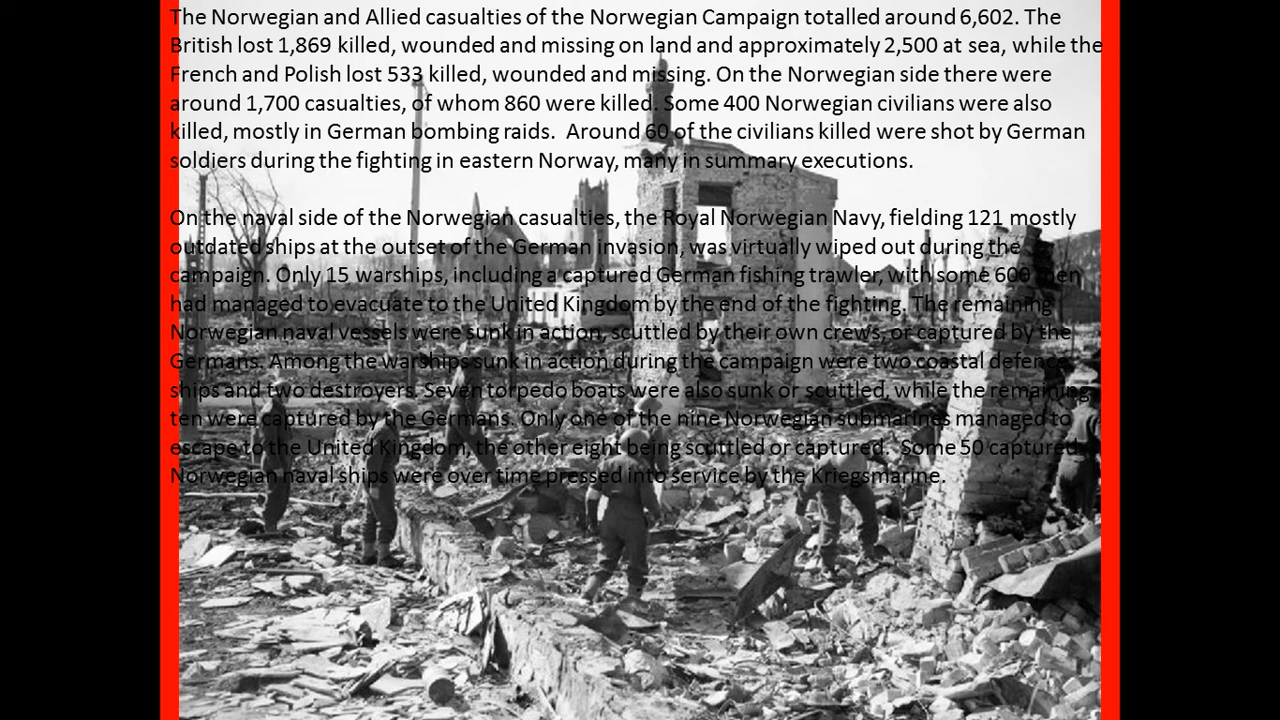 The Norwegian and Allied casualties of the Norwegian Campaign totalled around 6,602. The
British lost 1,869 killed, wounded and missing on land and approximately 2,500 at sea, while the
French and Polish lost 533 killed, wounded and missing. On the Norwegian side there were
around 1,700 casualties, of whom 860 were killed. Some 400 Norwegian civilians were also
killed, mostly in German bombing raids. Around 60 of the civilians killed were shot by German
soldiers during the fighting in eastern Norway, many in summary executions.
On the naval side of the Norwegian casualties, the Royal Norwegian Navy, fielding 121 mostly
outdated ships at the outset of the German invasion, was virtually wiped out during the
campaign. Only 15 warships, including a captured German fishing trawler, with some 600 men
had managed to evacuate to the United Kingdom by the end of the fighting. The remaining
Norwegian naval vessels were sunk in action, scuttled by their own crews, or captured by the
Germans. Among the warships sunk in action during the campaign were two coastal defence
ships and two destroyers. Seven torpedo boats were also sunk or scuttled, while the remaining
ten were captured by the Germans. Only one of the nine Norwegian submarines managed to
escape to the United Kingdom, the other eight being scuttled or captured. Some 50 captured
Norwegian naval ships were over time pressed into service by the Kriegsmarine.